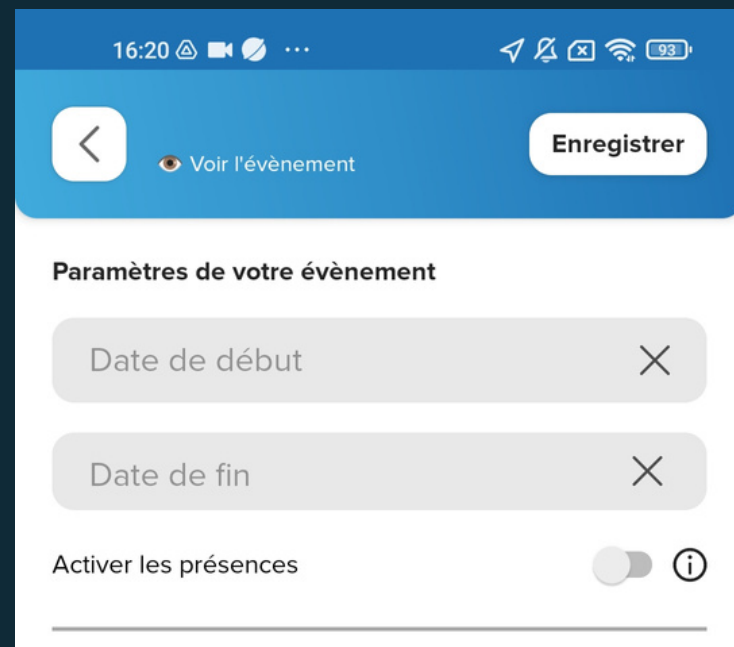 16:20
93
Voir l'évènement
Enregistrer
Paramètres de votre évènement
Date de début
Date de fin
Activer les présences